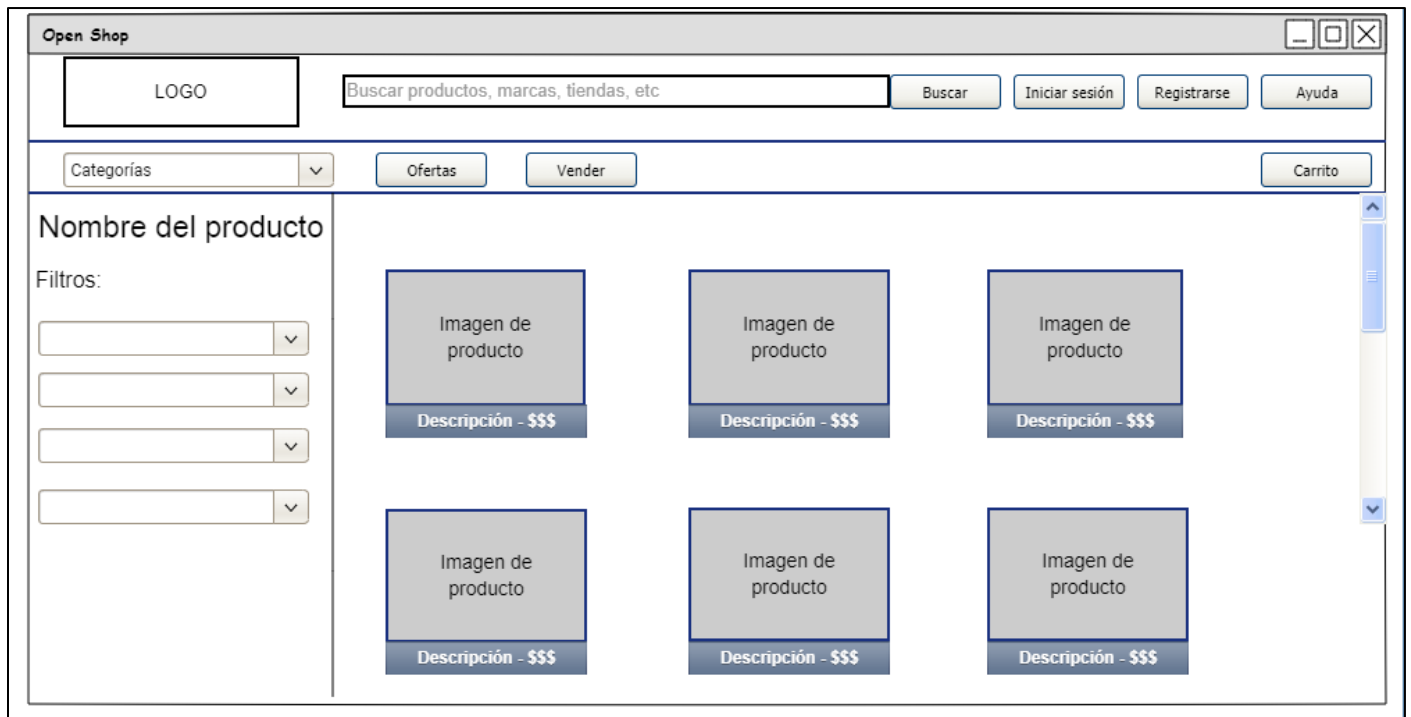 Open Shop
LOGO
Buscar productos, marcas, tiendas, etc
Buscar
Iniciar sesión
Registrarse
Ayuda
Categorías
Ofertas
Vender
Carrito
Nombre del producto
Filtros:
Imagen de
producto
Descripción - $$$
Imagen de
producto
Descripción - $$$
Imagen de
producto
Descripción - $$$
Imagen de
producto
Descripción - $$$
Imagen de
producto
Descripción - $$$
Imagen de
producto
Descripción - $$$